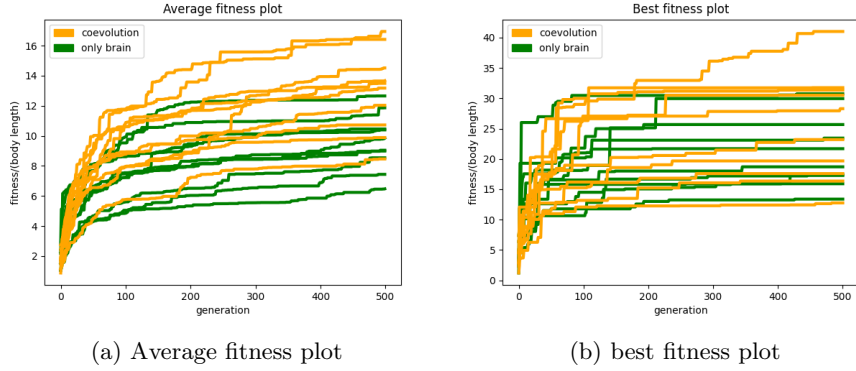 Average fitness plot
coevolution
only brain
fitness/(body length)
16
14
12
10
8
6
4
2
0 100 200 300 400 500
generation
(a) Average fitness plot
Best fitness plot
coevolution
only brain
fitness/(body length)
40
35
30
25
20
15
10
5
0
0 100 200 300 400 500
generation
(b) best fitness plot